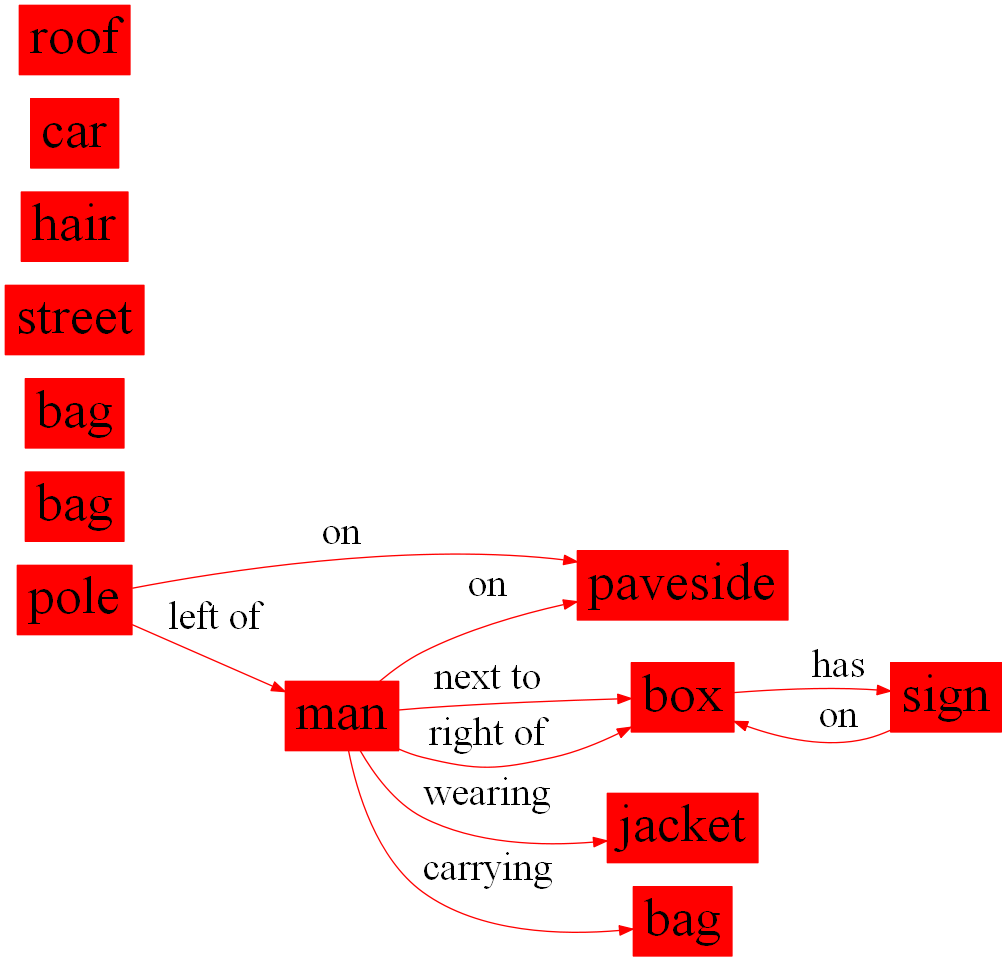 roof
car
hair
street
bag
bag
on
pole
paveside
on
left of
has
next to
box
sign
man
on
right of
wearing
jacket
carrying
bag